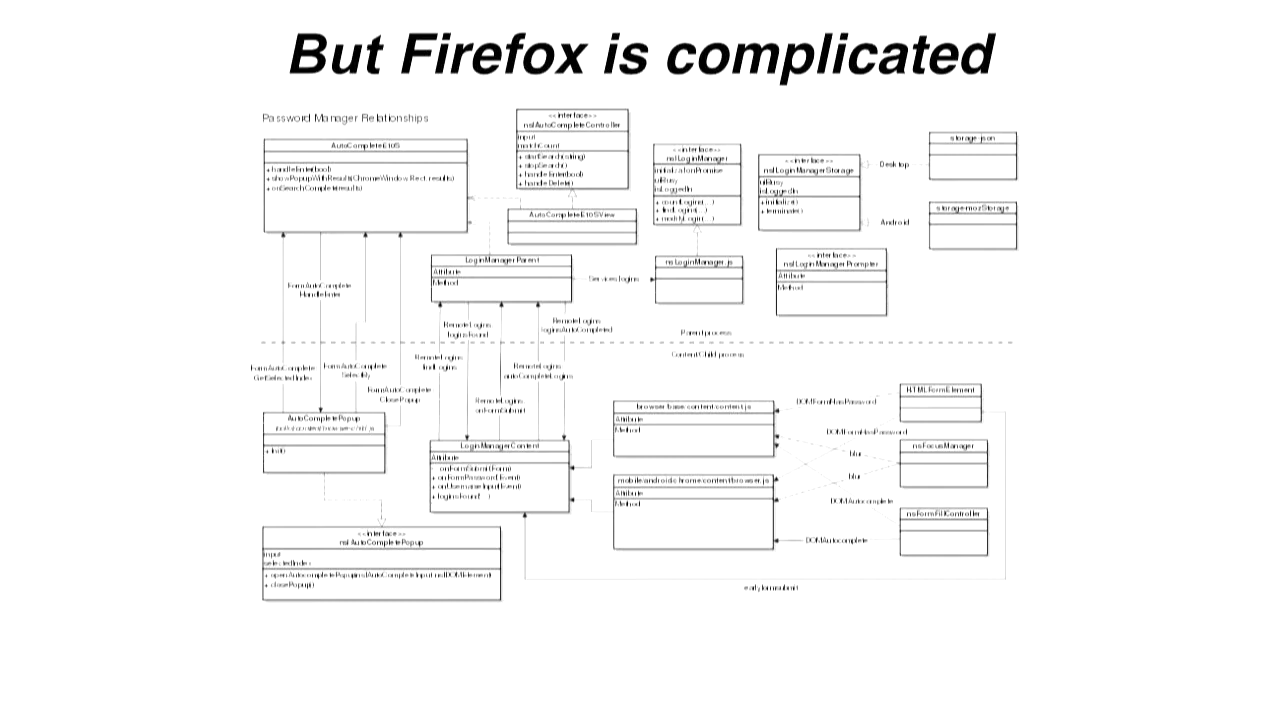 But Firefox is complicated
Password Manager Relationships
<<interface>>
nsIAutoCompleteController
input
matchCount
+ startSearch(string)
+ stopSearch()
+ handleEnter(bool)
+ handleDelete()
AutoCompleteE10S
+ handleEnter(bool)
+ showPopupWithResults(ChromeWindow, Rect, results)
+ onSearchComplete(results)
AutoCompleteE10SView
<<interface>>
nsILoginManager
initializationPromise
uiBusy
isLoggedIn
+ countLogins(...)
+ findLogins(...)
+ modifyLogin(...)
<<interface>>
nsILoginManagerStorage
uiBusy
isLoggedIn
+ initialize()
+ terminate()
Desktop
storage-json
Android
storage-mozStorage
LoginManagerParent
Attribute
Method
Services.logins
nsLoginManager.js
<<interface>>
nsILoginManagerPrompter
Attribute
Method
FormAutoComplete
HandleEnter
RemoteLogins:
loginsFound
RemoteLogins:
loginsAutoCompleted
Parent process
Content/Child process
FormAutoComplete
GetSelectedIndex
FormAutoComplete
SelectBy
FormAutoComplete
ClosePopup
RemoteLogins:
findLogins
RemoteLogins:
autoCompleteLogins
RemoteLogins:
onFormSubmit
AutoCompletePopup
+ Init()
LoginManagerContent
Attribute
onFormSubmit(Form)
+ onFormPassword(Event)
+ onUsernameInput(Event)
+ loginsFound(...)
browser/base/content/content.js
Attribute
Method
mobile/android/chrome/content/browser.js
Attribute
Method
DOMFormHasPassword
HTMLFormElement
DOMFormHasPassword
blur
nsFocusManager
blur
DOMAutocomplete
nsFormFillController
DOMAutocomplete
earlyformsubmit
<<interface>>
nsIAutoCompletePopup
input
selectedIndex
+ openAutocompletePopup(nsIAutoCompleteInput, nsIDOMElement)
+ closePopup()